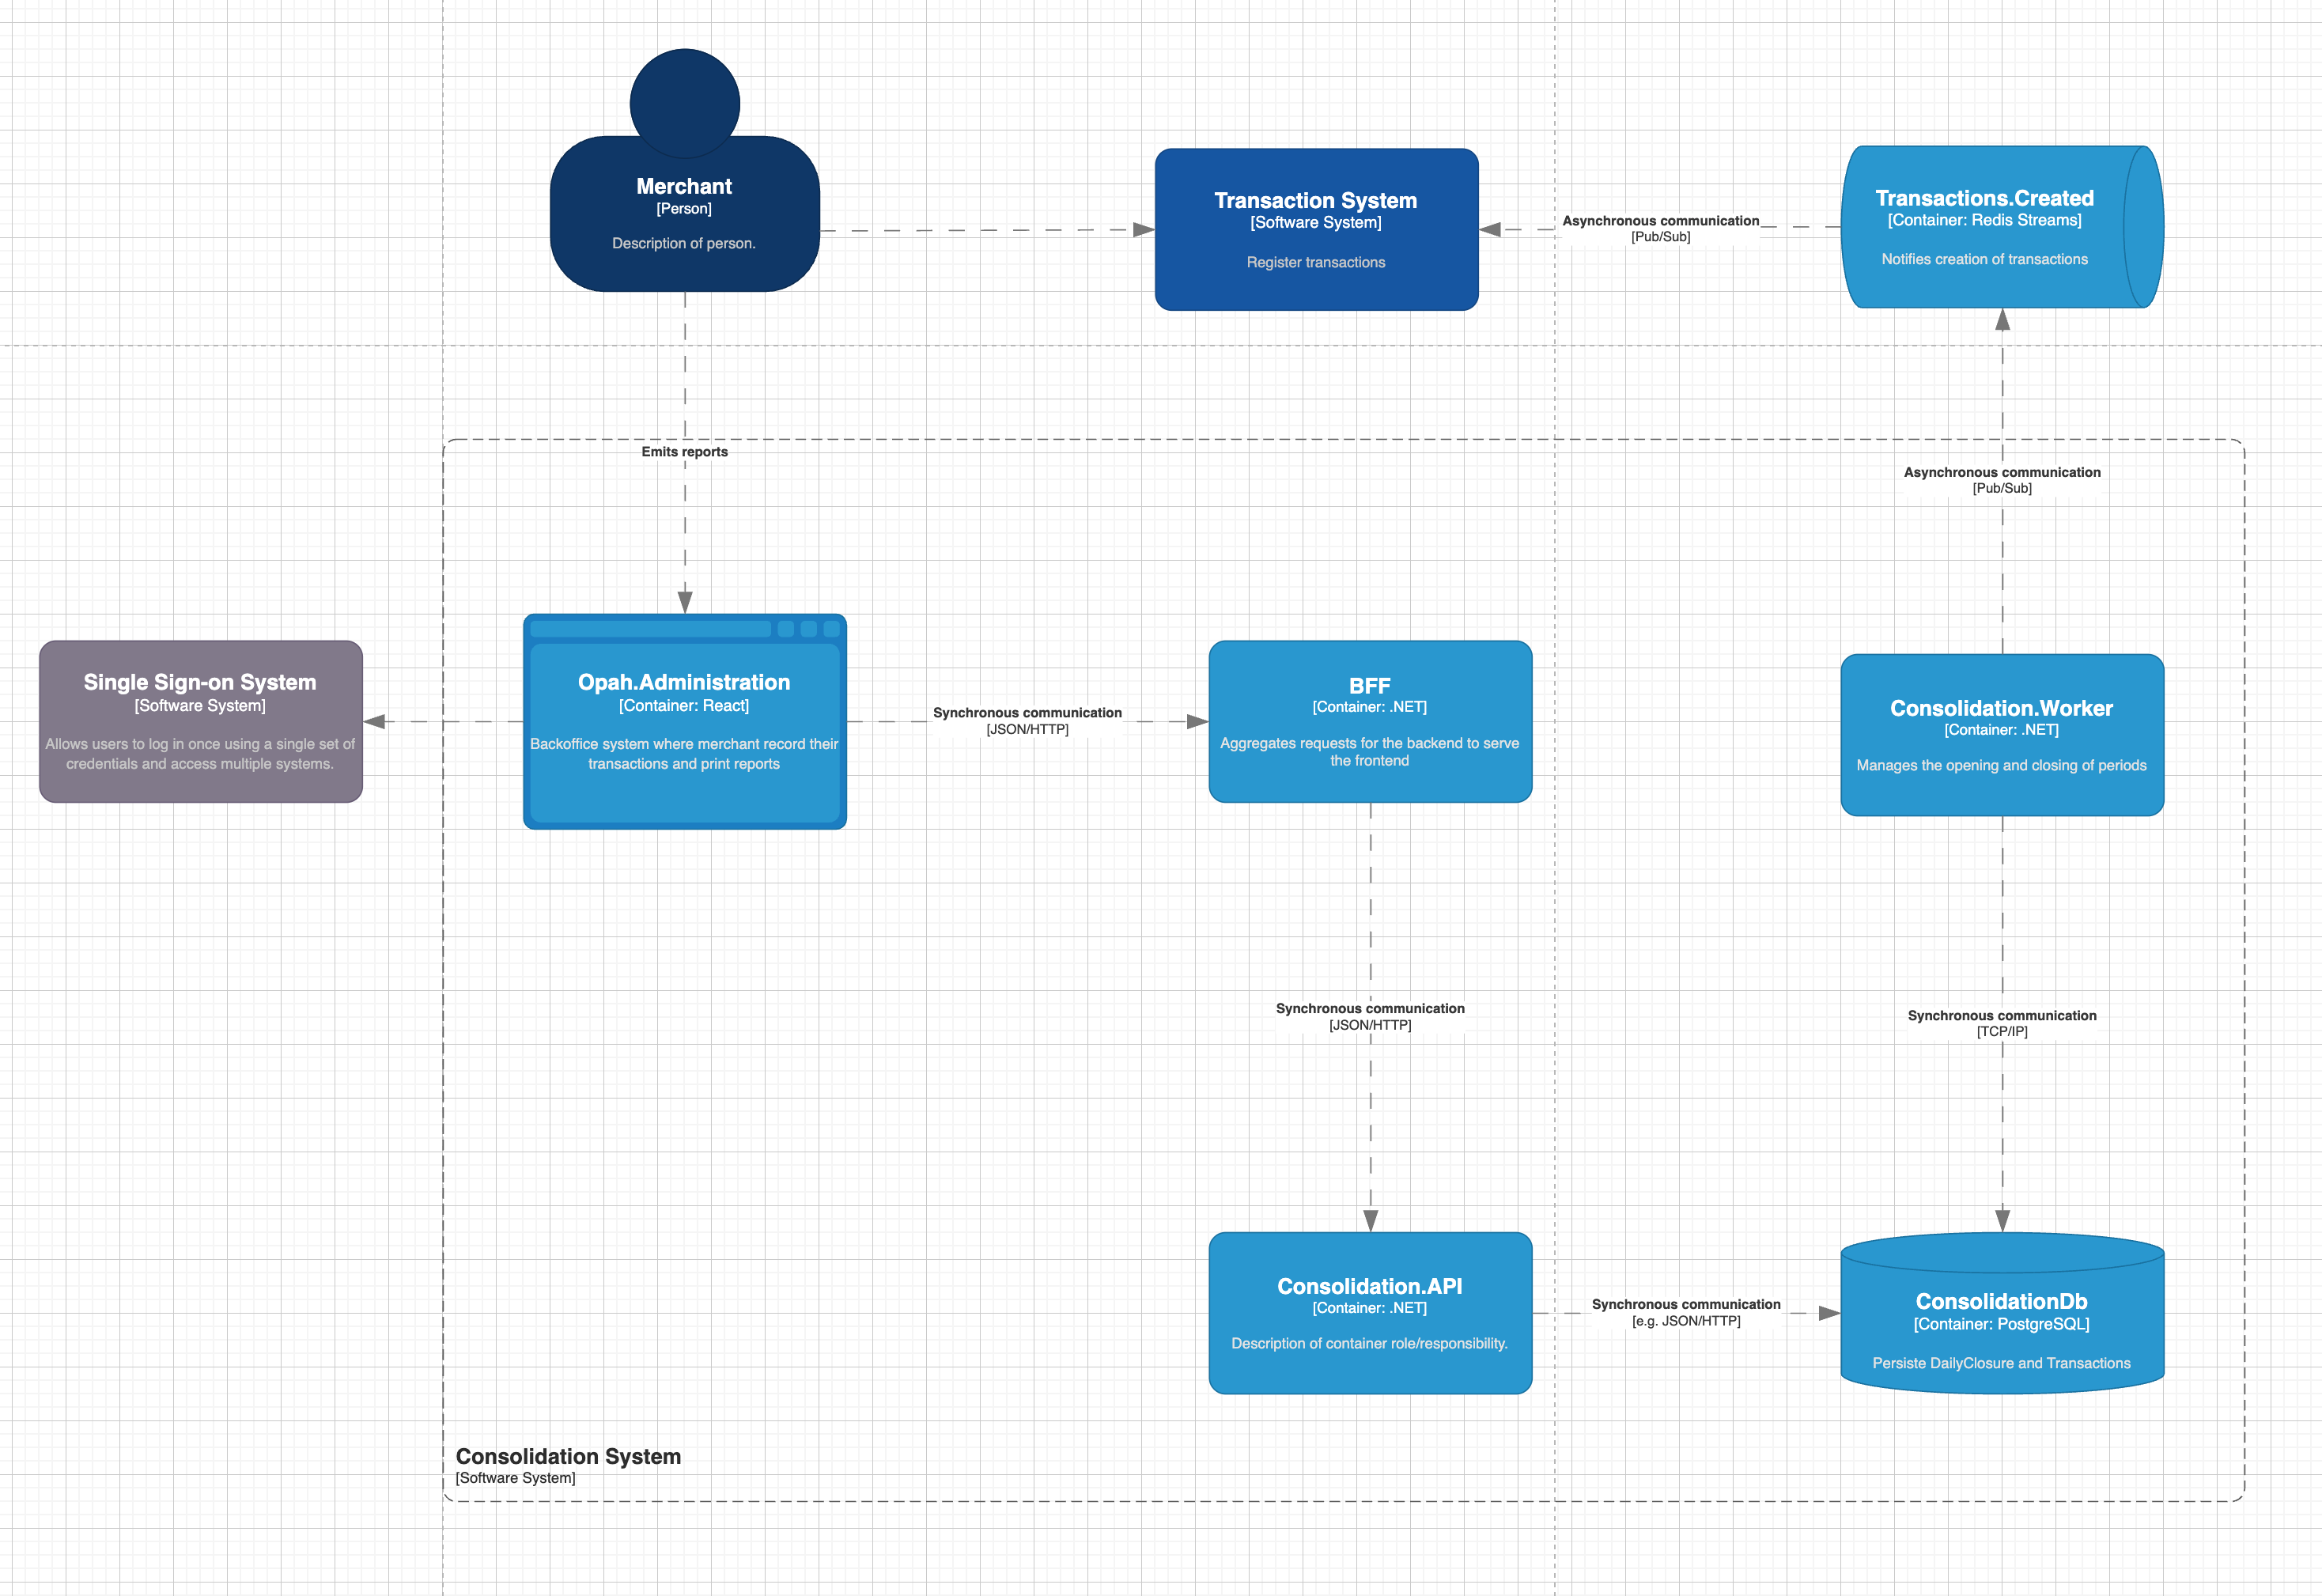 Merchant
[Person]
Description of person.
Transaction System
[Software System]
Register transactions
Asynchronous communication
[Pub/Sub]
Transactions.Created
[Container: Redis Streams]
Notifies creation of transactions
Emits reports
Asynchronous communication
[Pub/Sub]
Single Sign-on System
[Software System]
Allows users to log in once using a single set of
credentials and access multiple systems.
Opah.Administration
[Container: React]
Backoffice system where merchant record their
transactions and print reports
Synchronous communication
[JSON/HTTP]
BFF
[Container: .NET]
Aggregates requests for the backend to serve
the frontend
Consolidation.Worker
[Container: .NET]
Manages the opening and closing of periods
Synchronous communication
[JSON/HTTP]
Synchronous communication
[TCP/IP]
Consolidation.API
[Container: .NET]
Description of container role/responsibility.
Synchronous communication
[e.g. JSON/HTTP]
ConsolidationDb
[Container: PostgreSQL]
Persiste DailyClosure and Transactions
Consolidation System
[Software System]